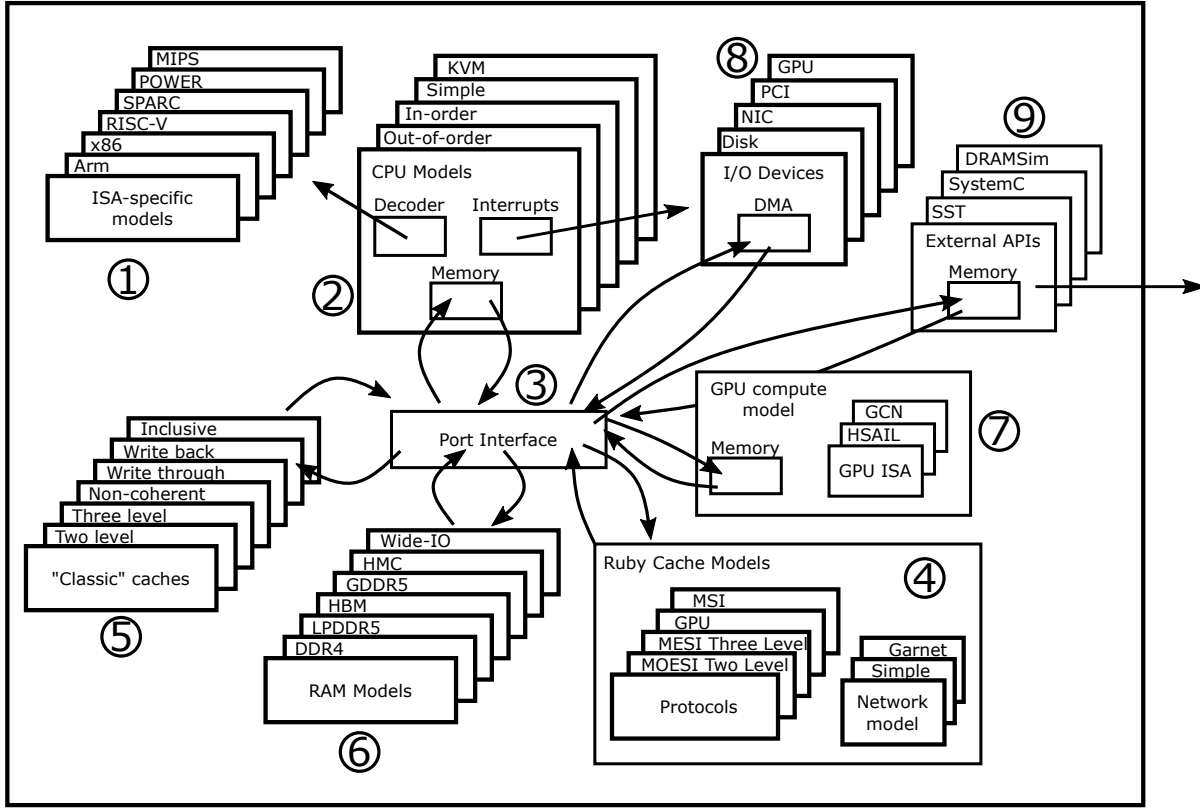 ①
MIPS
POWER
SPARC
RISC-V
x86
Arm
ISA-specific
models
②
KVM
Simple
In-order
Out-of-order
CPU Models
Decoder
Interrupts
Memory
③
Port Interface
⑧
GPU
PCI
NIC
Disk
I/O Devices
DMA
⑨
DRAMSim
SystemC
SST
External APIs
Memory
⑦
GPU compute
model
Memory
GCN
HSAIL
GPU ISA
⑤
Inclusive
Write back
Write through
Non-coherent
Three level
Two level
"Classic" caches
⑥
Wide-IO
HMC
GDDR5
HBM
LPDDR5
DDR4
RAM Models
④
Ruby Cache Models
MSI
GPU
MESI Three Level
MOESI Two Level
Protocols
Garnet
Simple
Network
model